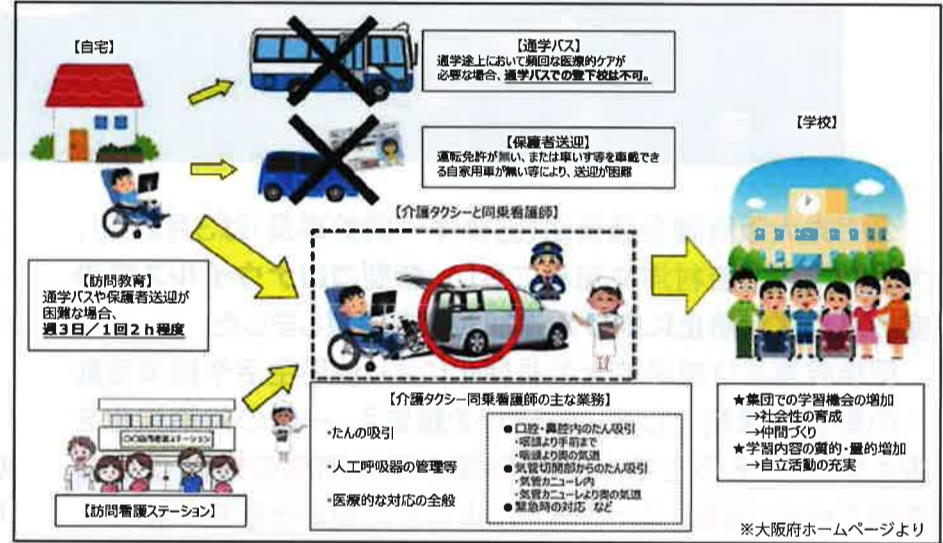 【自宅】
【通学バス】
通学途上において頻回な医療的ケアが
必要な場合、通学バスでの登下校は不可。
【保護者送迎】
運転免許が無い、または車いす等を車載でき
る自家用車が無い等により、送迎が困難
【学校】
【介護タクシーと同乗看護師】
【訪問教育】
通学バスや保護者送迎が
困難な場合、
週3日/1回2h程度
【介護タクシー同乗看護師の主な業務】
・たんの吸引
・人工呼吸器の管理等
・医療的な対応の全般
●口腔・鼻腔内のたん吸引
・咽頭より手前まで
・咽頭より奥の気道
●気管切開部からのたん吸引
・気管カニューレ内
・気管カニューレより奥の気道
●緊急時の対応 など
★集団での学習機会の増加
→社会性の育成
→仲間づくり
★学習内容の質的・量的増加
→自立活動の充実
【訪問看護ステーション】
※大阪府ホームページより